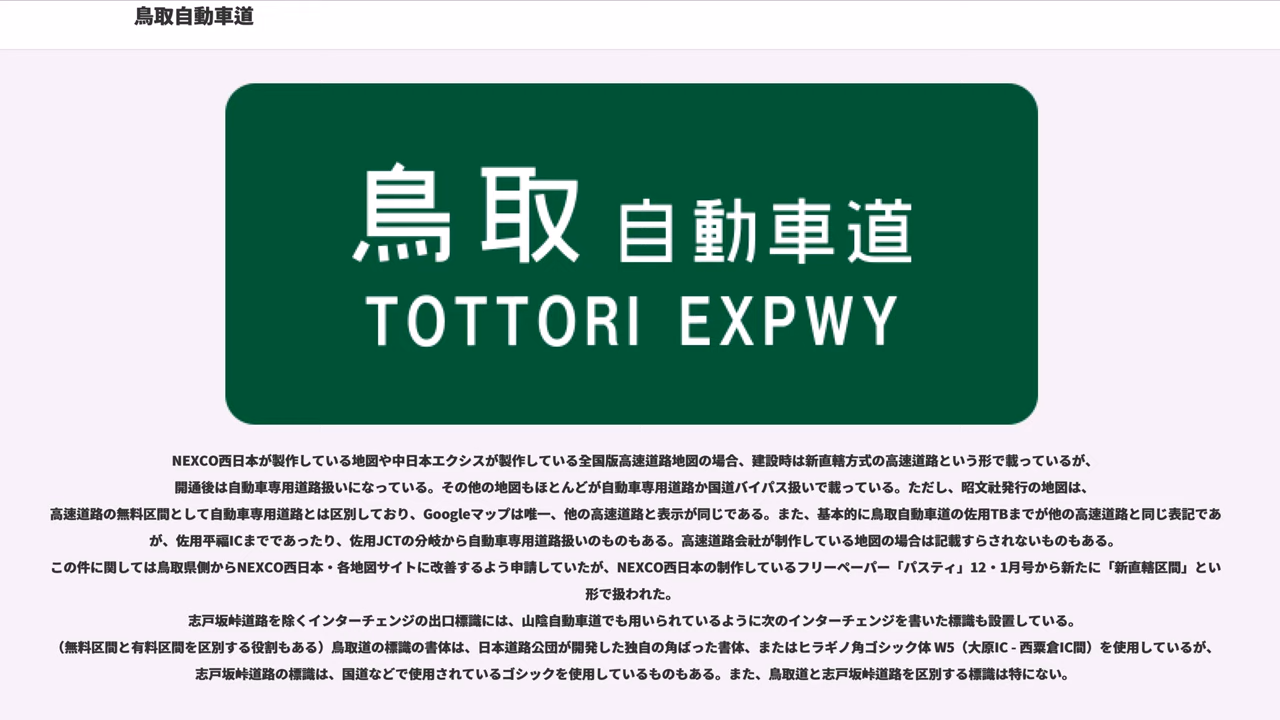 鳥取自動車道
鳥取自動車道
TOTTORI EXPWY
NEXCO西日本が製作している地図や中日本エクシスが製作している全国版高速道路地図の場合、建設時は新直轄方式の高速道路という形で載っているが、
開通後は自動車専用道路扱いになっている。その他の地図もほとんどが自動車専用道路か国道バイパス扱いで載っている。ただし、昭文社発行の地図は、
高速道路の無料区間として自動車専用道路とは区別しており、Googleマップは唯一、他の高速道路と表示が同じである。また、基本的に鳥取自動車道の佐用TBまでが他の高速道路と同じ表記であ
が、佐用平福ICまでであったり、佐用JCTの分岐から自動車専用道路扱いのものもある。高速道路会社が制作している地図の場合は記載すらされないものもある。
この件に関しては鳥取県側からNEXCO西日本・各地図サイトに改善するよう申請していたが、NEXCO西日本の制作しているフリーペーパー「パスティ」12・1月号から新たに「新直轄区間」とい
形で扱われた。
志戸坂峠道路を除くインターチェンジの出口標識には、山陰自動車道でも用いられているように次のインターチェンジを書いた標識も設置している。
（無料区間と有料区間を区別する役割もある）鳥取道の標識の書体は、日本道路公団が開発した独自の角ばった書体、またはヒラギノ角ゴシック体 W5（大原IC - 西粟倉IC間）を使用しているが、
志戸坂峠道路の標識は、国道などで使用されているゴシックを使用しているものもある。また、鳥取道と志戸坂峠道路を区別する標識は特にない。